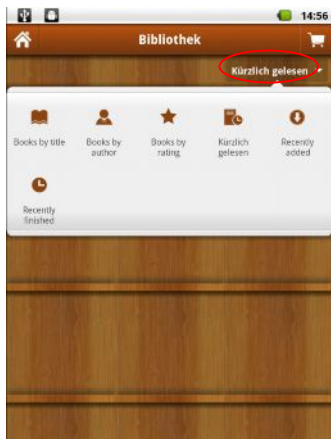 14:56
Bibliothek
Kürzlich gelesen
Books by title
Books by
author
Books by
rating
Kürzlich
gelesen
Recently
added
Recently
finished